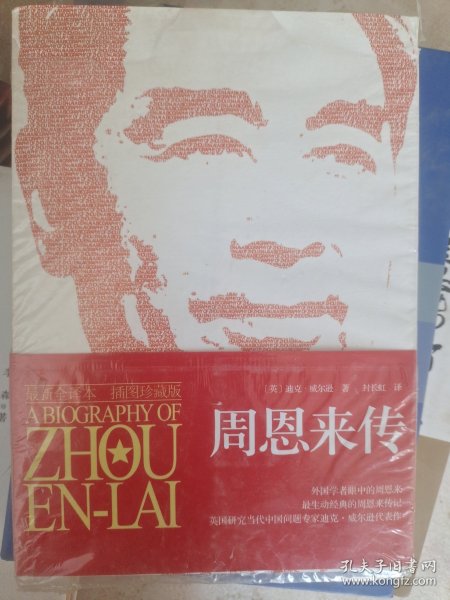 最新全译本 插图珍藏版
A BIOGRAPHY OF
ZHOU
EN-LAI
[英] 迪克·威尔逊 著 封长虹 译
周恩来传
外国学者眼中的周恩来
最生动经典的周恩来传记
英国研究当代中国问题专家迪克·威尔逊代表作
孔夫子旧书网
kongfz.com